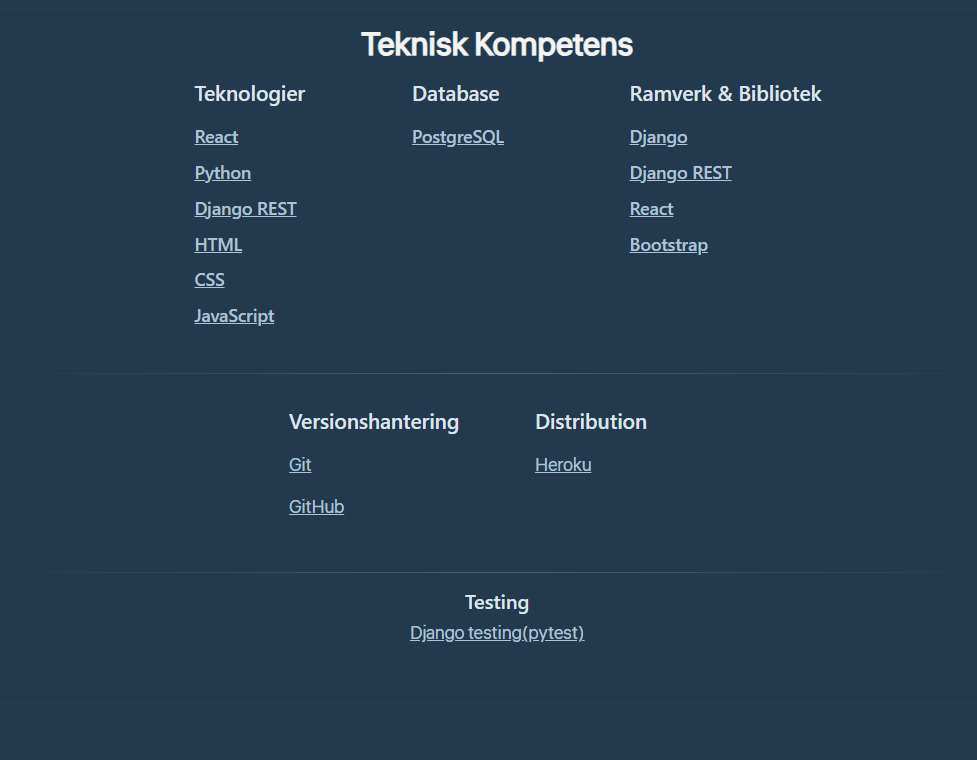 Teknisk Kompetens
Teknologier
React
Python
Django REST
HTML
CSS
JavaScript
Database
PostgreSQL
Ramverk & Bibliotek
Django
Django REST
React
Bootstrap
Versionshantering
Git
GitHub
Distribution
Heroku
Testing
Django testing(pytest)